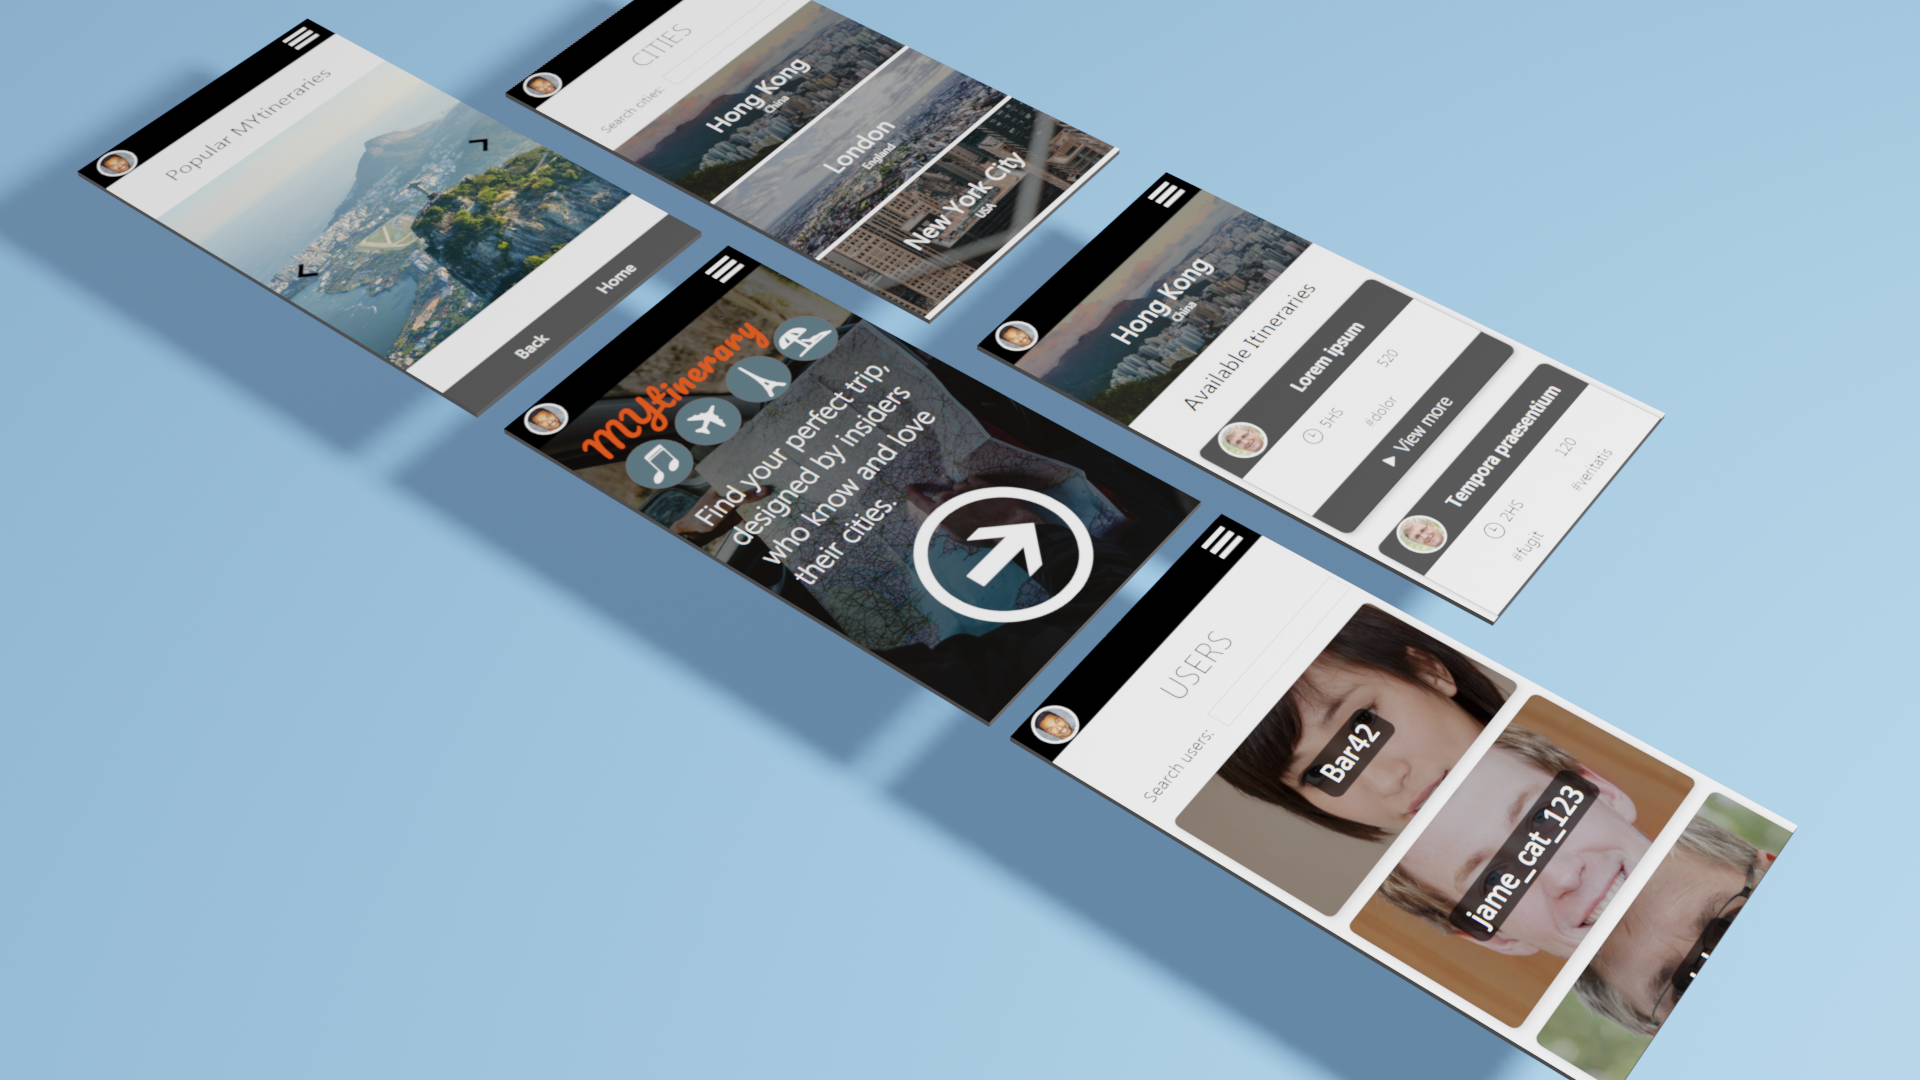 Popular MYtineraries
Back
Home
CITIES
Search cities:
Hong Kong
China
London
England
New York City
USA
MYtinerary
Find your perfect trip,
designed by insiders
who know and love
their cities.
Hong Kong
China
Available Itineraries
Lorem ipsum
5HS
520
#dolor
View more
Tempora praesentium
2HS
120
#fugit
#veritatis
USERS
Search users:
Bar42
jame_cat_123